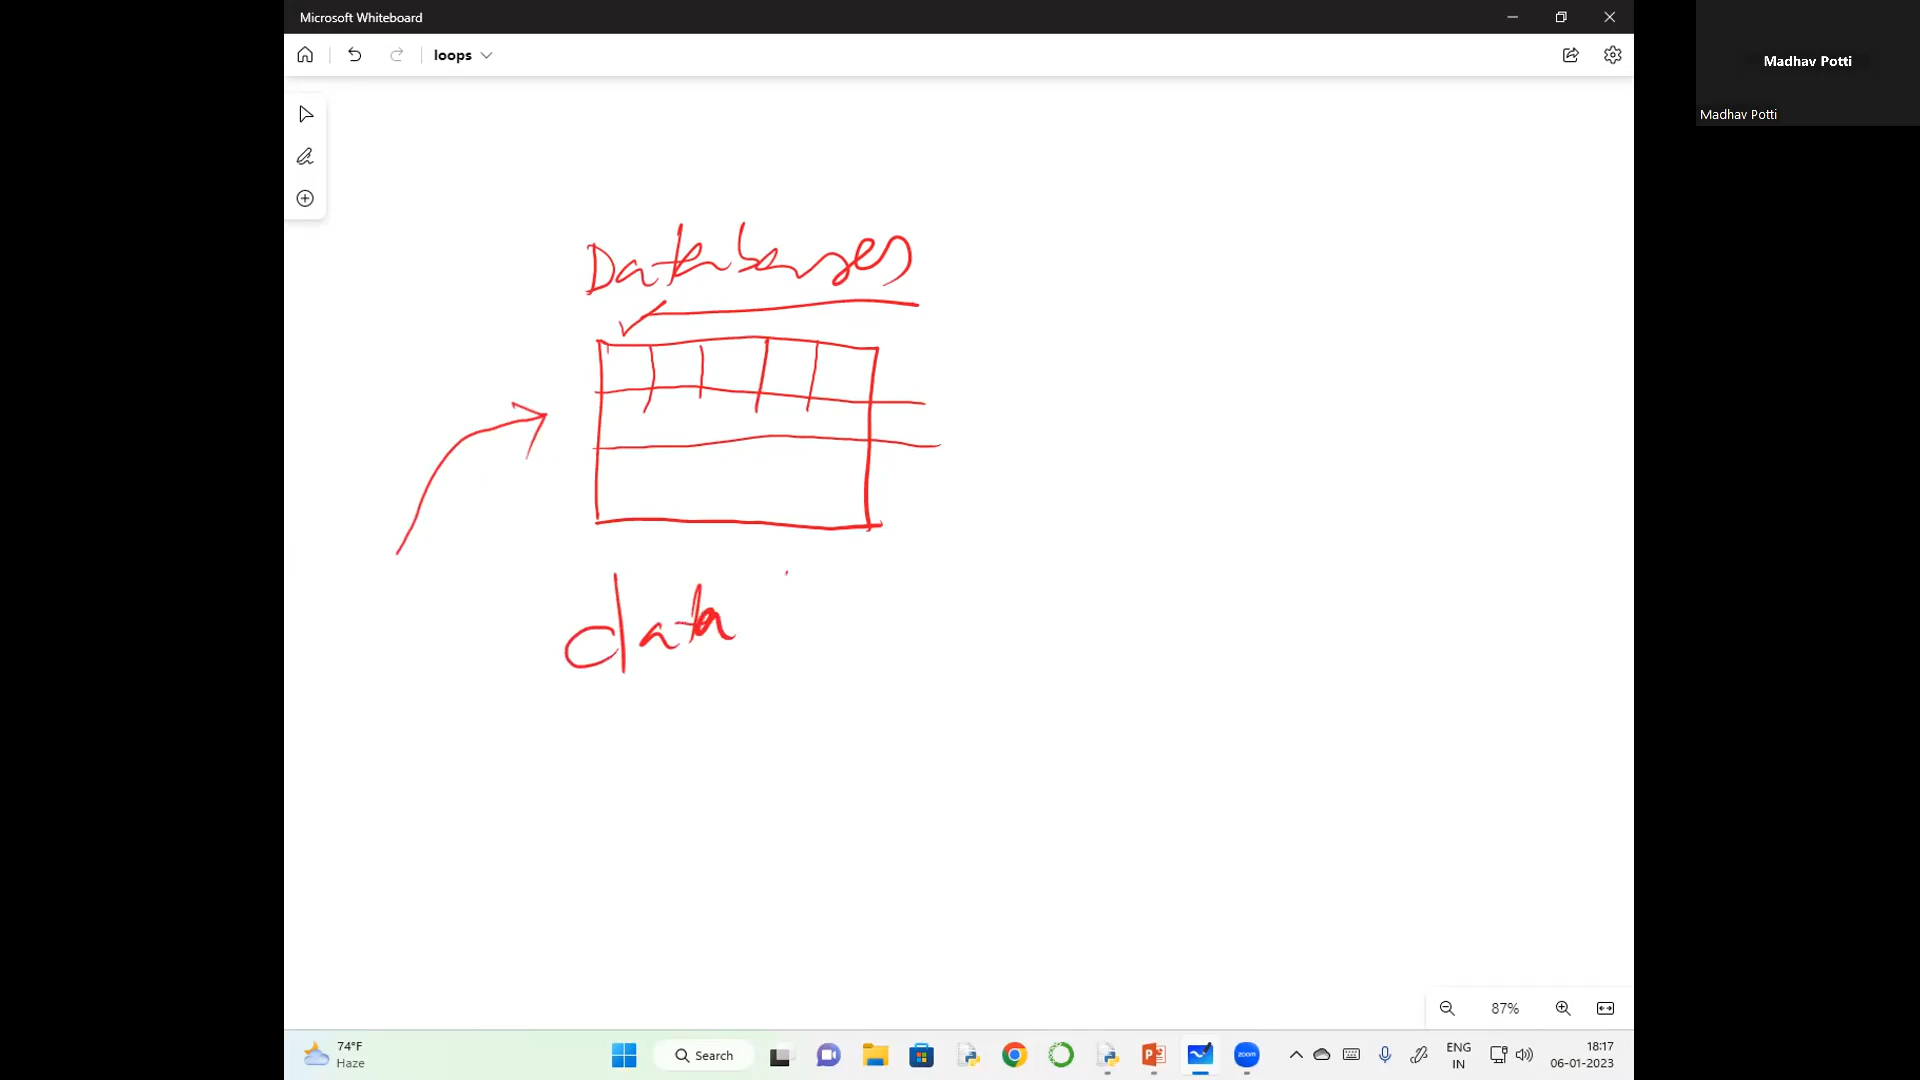 Microsoft Whiteboard
loops
Madhav Potti
Madhav Potti
Databases
data
87%
74°F
Haze
Search
zoom
ENG
IN
18:17
06-01-2023